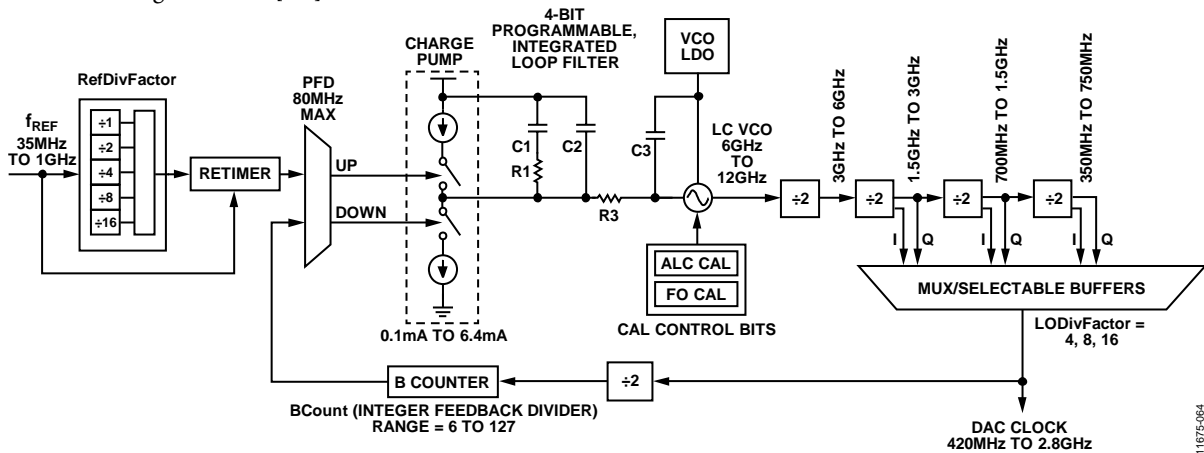 4-BIT
PROGRAMMABLE,
INTEGRATED
LOOP FILTER
VCO
LDO
CHARGE
PUMP
RefDivFactor
PFD
80MHz
MAX
fREF
35MHz
TO 1GHz
÷1
÷2
÷4
÷8
÷16
RETIMER
UP
DOWN
C1
R1
C2
C3
R3
LC VCO
6GHz
TO
12GHz
3GHz TO 6GHz
1.5GHz TO 3GHz
700MHz TO 1.5GHz
350MHz TO 750MHz
÷2
÷2
÷2
÷2
I Q
I Q
I Q
ALC CAL
FO CAL
CAL CONTROL BITS
MUX/SELECTABLE BUFFERS
LODivFactor =
4, 8, 16
0.1mA TO 6.4mA
B COUNTER
÷2
BCount (INTEGER FEEDBACK DIVIDER)
RANGE = 6 TO 127
DAC CLOCK
420MHz TO 2.8GHz
11675-064